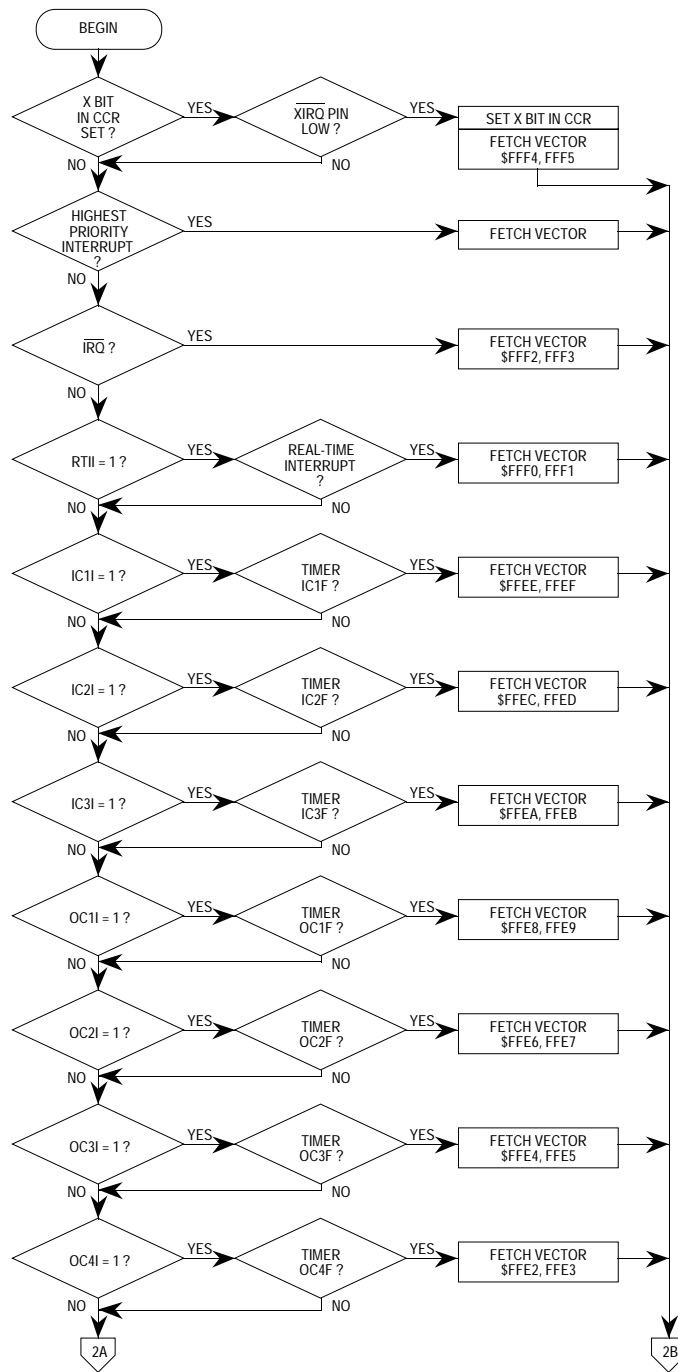 BEGIN
X BIT
IN CCR
SET ?
YES
XIRQ PIN
LOW ?
YES
SET X BIT IN CCR
FETCH VECTOR
$FFF4, FFF5
NO
NO
HIGHEST
PRIORITY
INTERRUPT
?
YES
FETCH VECTOR
NO
IRQ ?
YES
FETCH VECTOR
$FFF2, FFF3
NO
RTII = 1 ?
YES
REAL-TIME
INTERRUPT
?
YES
FETCH VECTOR
$FFF0, FFF1
NO
NO
IC1I = 1 ?
YES
TIMER
IC1F ?
YES
FETCH VECTOR
$FFEE, FFEF
NO
NO
IC2I = 1 ?
YES
TIMER
IC2F ?
YES
FETCH VECTOR
$FFEC, FFED
NO
NO
IC3I = 1 ?
YES
TIMER
IC3F ?
YES
FETCH VECTOR
$FFEA, FFEB
NO
NO
OC1I = 1 ?
YES
TIMER
OC1F ?
YES
FETCH VECTOR
$FFE8, FFE9
NO
NO
OC2I = 1 ?
YES
TIMER
OC2F ?
YES
FETCH VECTOR
$FFE6, FFE7
NO
NO
OC3I = 1 ?
YES
TIMER
OC3F ?
YES
FETCH VECTOR
$FFE4, FFE5
NO
NO
OC4I = 1 ?
YES
TIMER
OC4F ?
YES
FETCH VECTOR
$FFE2, FFE3
NO
NO
2A
2B